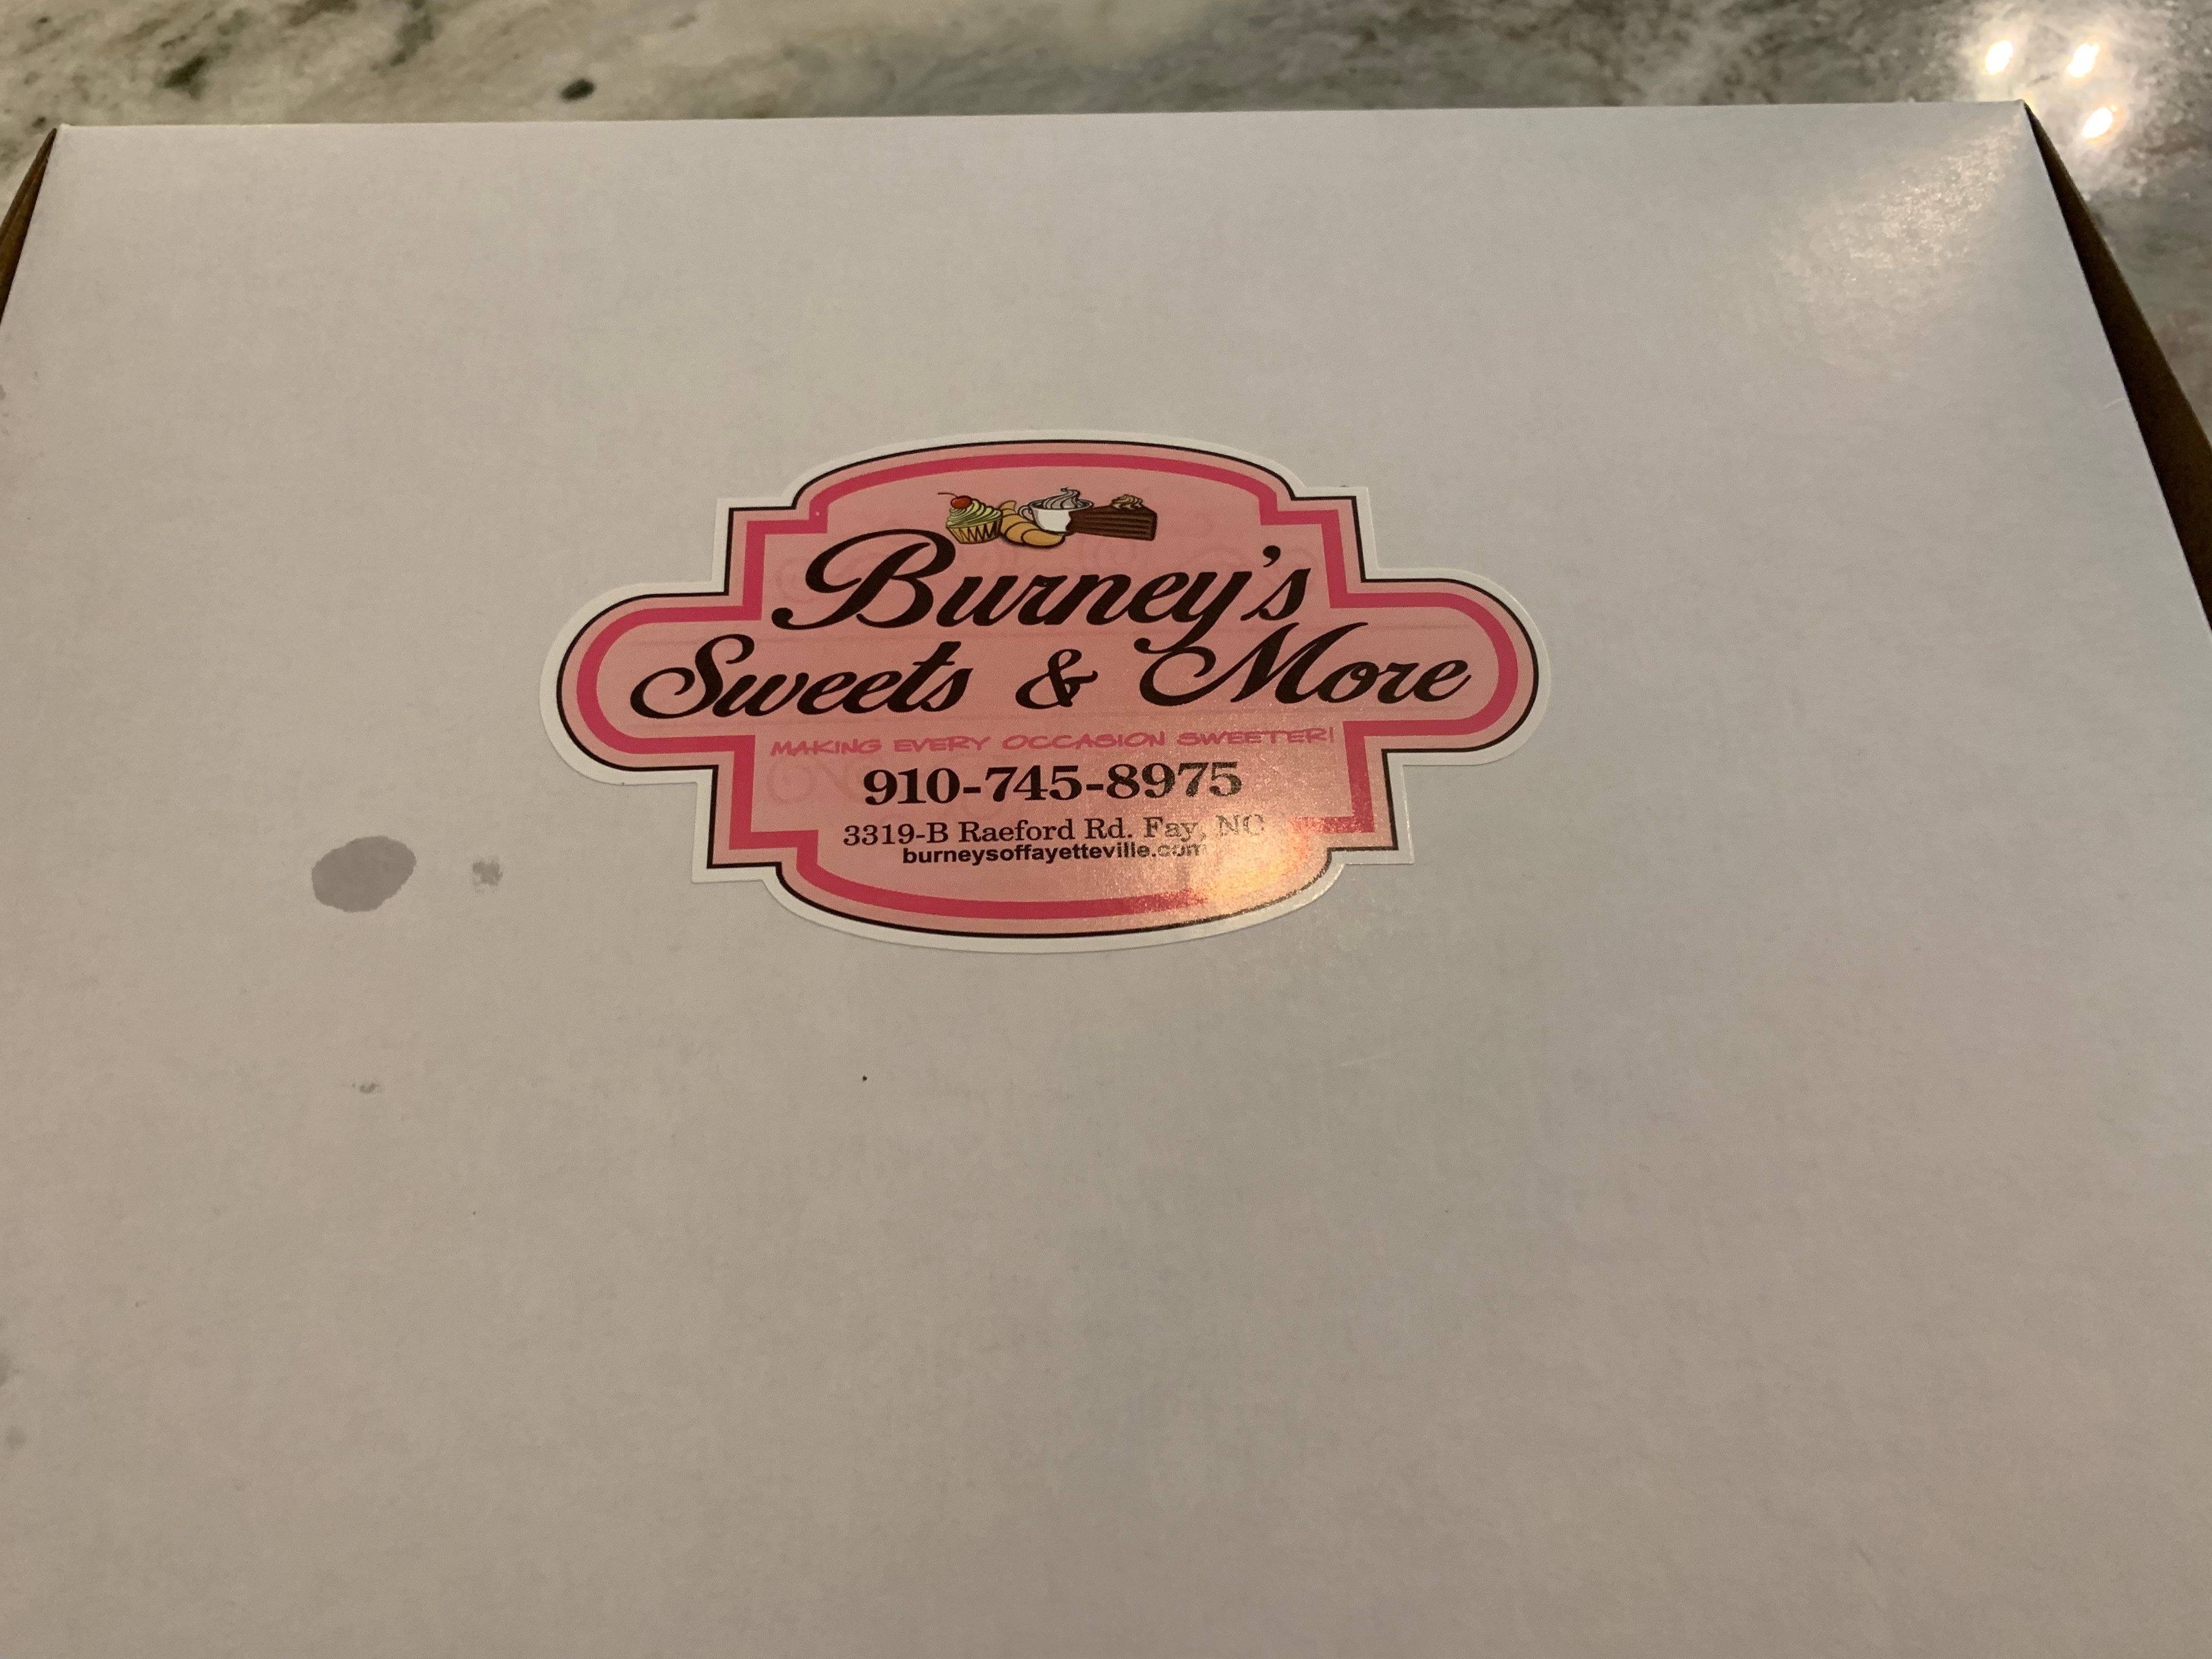 Burney's
Sweets & More
MAKING EVERY OCCASION SWEETER!
910-745-8975
3319-B Raeford Rd. Fay, NC
burneysoffayetteville.com